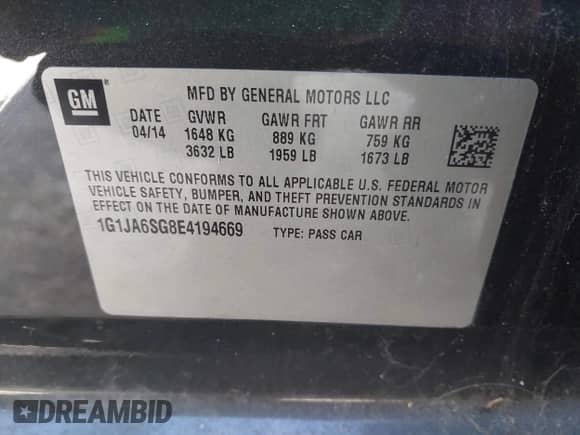 GM
®
MFD BY GENERAL MOTORS LLC
DATE GVWR GAWR FRT GAWR RR
04/14 1648 KG 889 KG 759 KG
3632 LB 1959 LB 1673 LB
THIS VEHICLE CONFORMS TO ALL APPLICABLE U.S. FEDERAL MOTOR
VEHICLE SAFETY, BUMPER, AND THEFT PREVENTION STANDARDS IN
EFFECT ON THE DATE OF MANUFACTURE SHOWN ABOVE.
1G1JA6SG8E4194669 TYPE: PASS CAR
DREAMBID